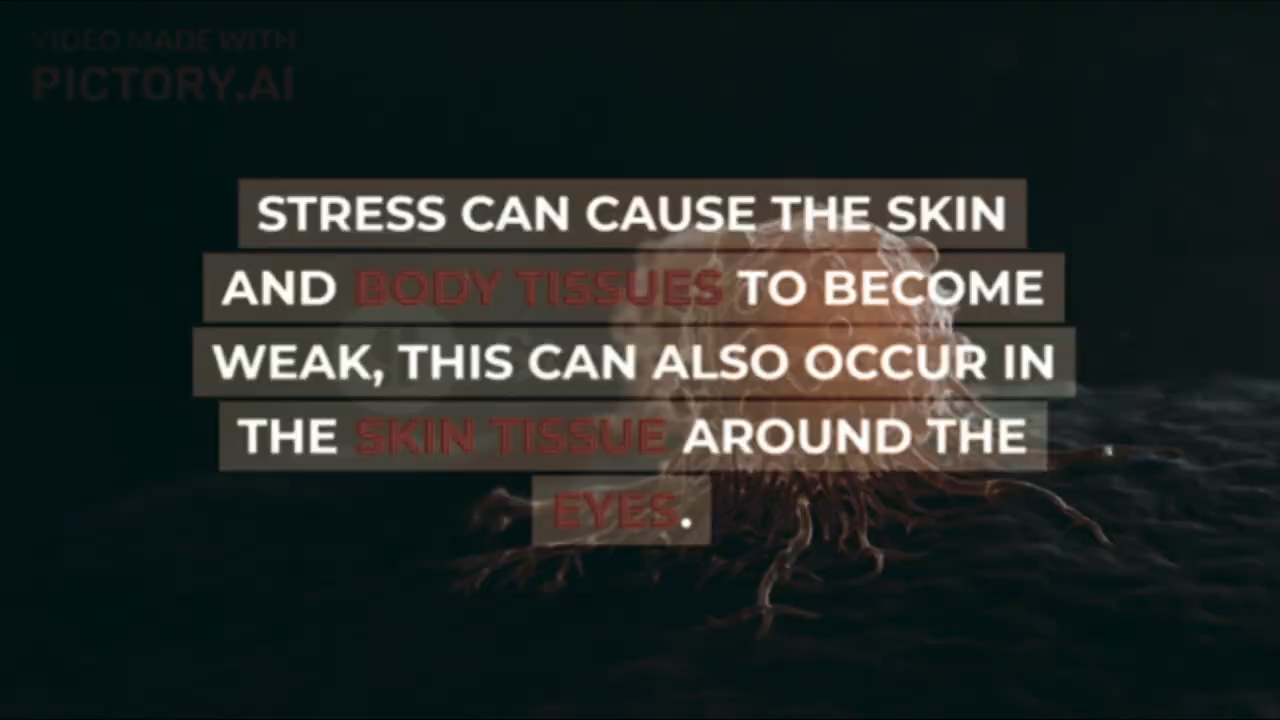 VIDEO MADE WITH
PICTORY.AI
STRESS CAN CAUSE THE SKIN
AND BODY TISSUES TO BECOME
WEAK, THIS CAN ALSO OCCUR IN
THE SKIN TISSUE AROUND THE
EYES.